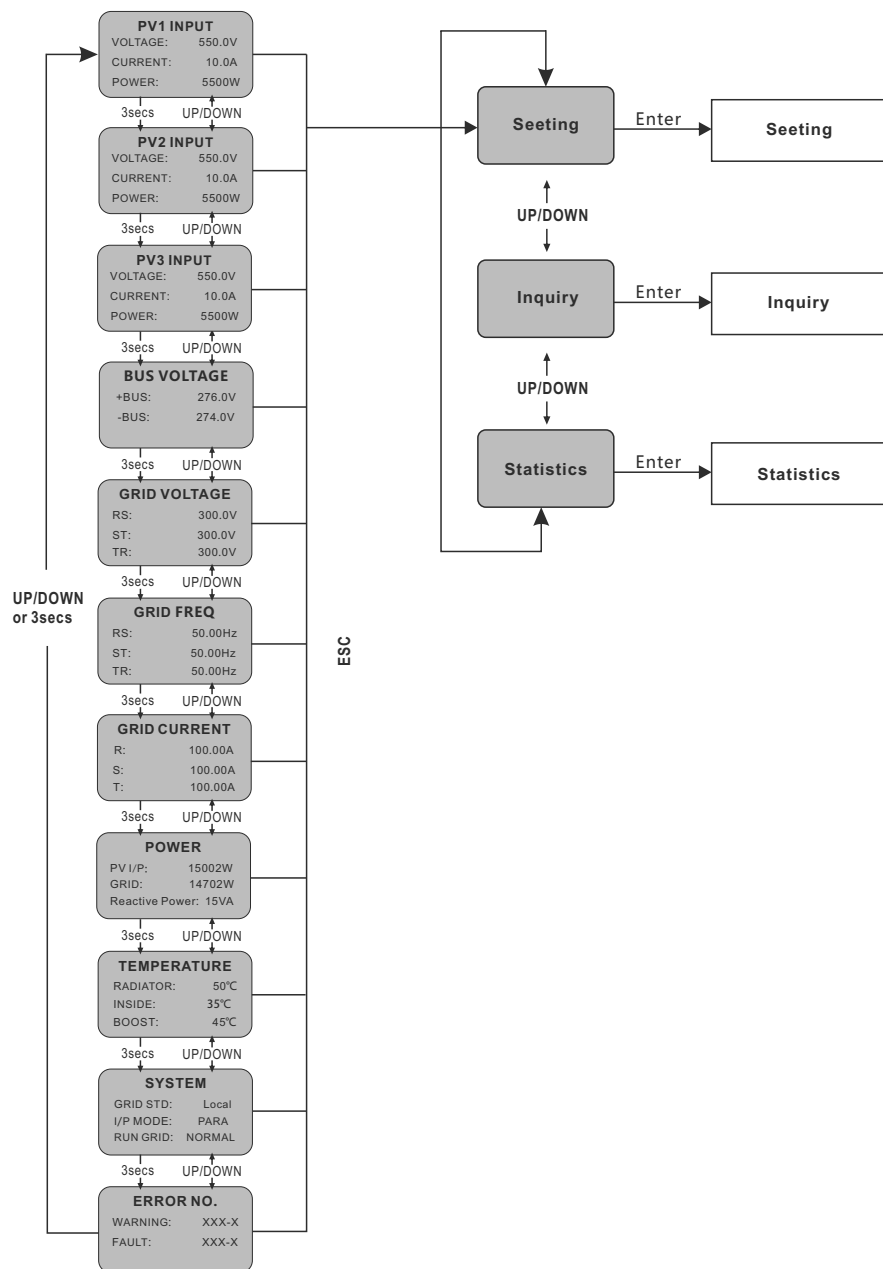 PV1 INPUT
VOLTAGE: 550.0V
CURRENT: 10.0A
POWER: 5500W
3secs UP/DOWN
PV2 INPUT
VOLTAGE: 550.0V
CURRENT: 10.0A
POWER: 5500W
3secs UP/DOWN
PV3 INPUT
VOLTAGE: 550.0V
CURRENT: 10.0A
POWER: 5500W
3secs UP/DOWN
BUS VOLTAGE
+BUS: 276.0V
-BUS: 274.0V
3secs UP/DOWN
GRID VOLTAGE
RS: 300.0V
ST: 300.0V
TR: 300.0V
3secs UP/DOWN
GRID FREQ
RS: 50.00Hz
ST: 50.00Hz
TR: 50.00Hz
3secs UP/DOWN
GRID CURRENT
R: 100.00A
S: 100.00A
T: 100.00A
3secs UP/DOWN
POWER
PV I/P: 15002W
GRID: 14702W
Reactive Power: 15VA
3secs UP/DOWN
TEMPERATURE
RADIATOR: 50℃
INSIDE: 35℃
BOOST: 45℃
3secs UP/DOWN
SYSTEM
GRID STD: Local
I/P MODE: PARA
RUN GRID: NORMAL
3secs UP/DOWN
ERROR NO.
WARNING: XXX-X
FAULT: XXX-X
UP/DOWN
or 3secs
ESC
Seeting
Enter
Seeting
UP/DOWN
Inquiry
Enter
Inquiry
UP/DOWN
Statistics
Enter
Statistics